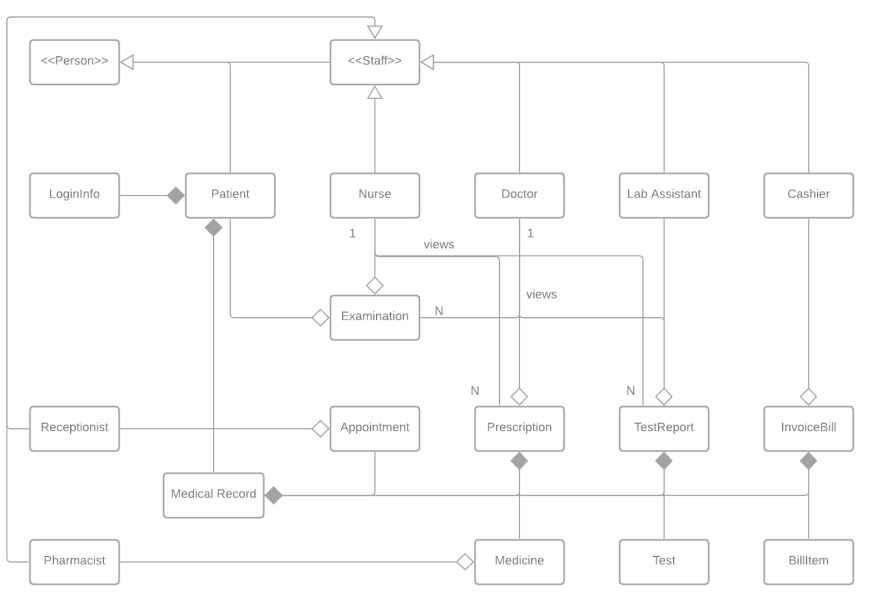 <<Person>>
<<Staff>>
LoginInfo
Patient
Nurse
Doctor
Lab Assistant
Cashier
1
1
views
views
Examination
N
N
N
Receptionist
Appointment
Prescription
TestReport
InvoiceBill
Medical Record
Pharmacist
Medicine
Test
BillItem